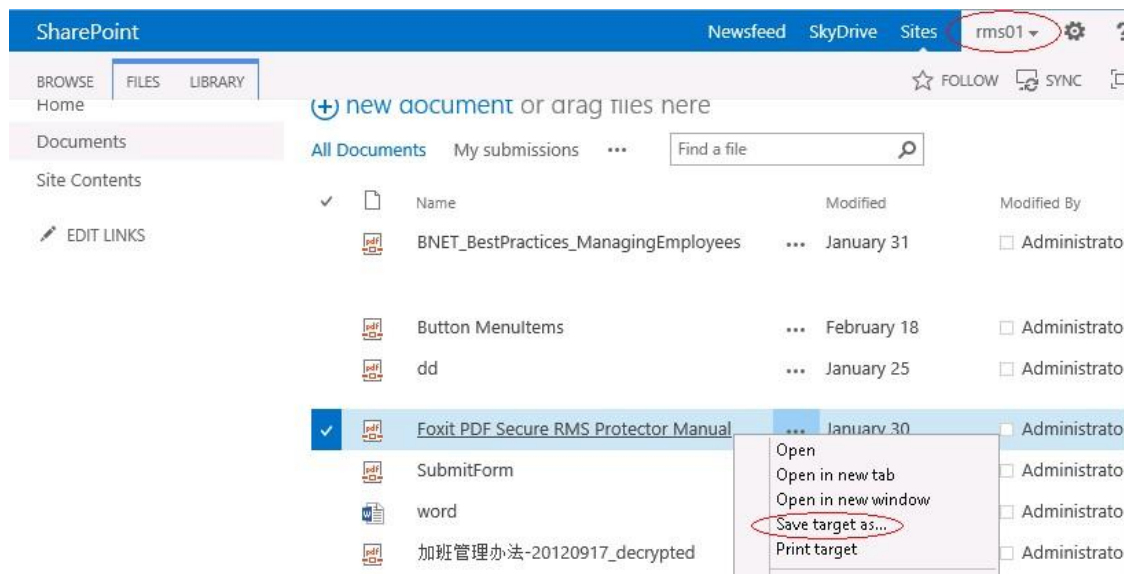 SharePoint Newsfeed SkyDrive Sites rms01 ?
BROWSE FILES LIBRARY FOLLOW SYNC
Home
new document or drag files here
Documents
All Documents My submissions ... Find a file
Site Contents
Name Modified Modified By
EDIT LINKS
BNET_BestPractices_ManagingEmployees ... January 31 Administrato
Button MenuItems ... February 18 Administrato
dd ... January 25 Administrato
Foxit PDF Secure RMS Protector Manual ... January 30 Administrato
Open
Open in new tab
SubmitForm Administrato
Open in new window
word Administrato
Save target as...
Print target
加班管理办法-20120917_decrypted Administrato